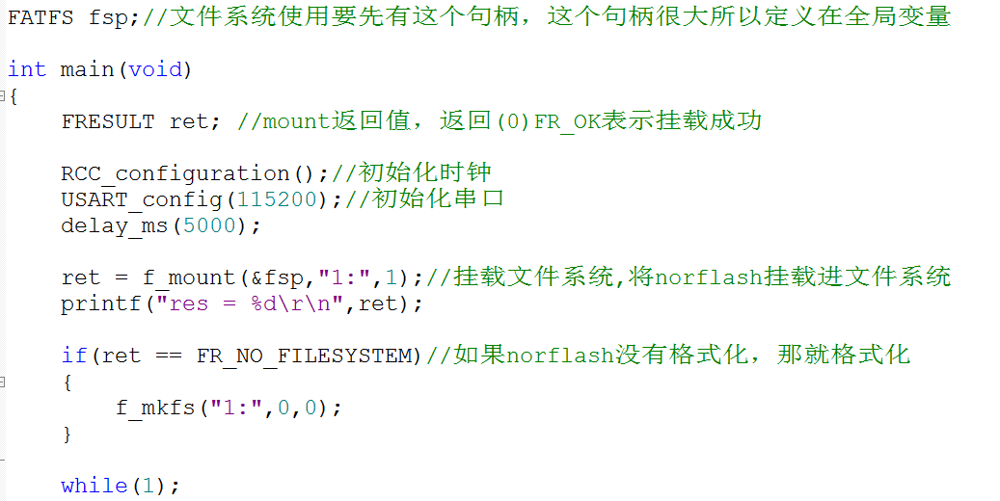 FATFS fsp;//文件系统使用要先有这个句柄，这个句柄很大所以定义在全局变量
int main(void)
{
FRESULT ret; //mount返回值，返回(0)FR_OK表示挂载成功
RCC_configuration();//初始化时钟
USART_config(115200);//初始化串口
delay_ms(5000);
ret = f_mount(&fsp,"1:",1);//挂载文件系统,将norflash挂载进文件系统
printf("res = %d\r\n",ret);
if(ret == FR_NO_FILESYSTEM)//如果norflash没有格式化，那就格式化
{
f_mkfs("1:",0,0);
}
while(1);